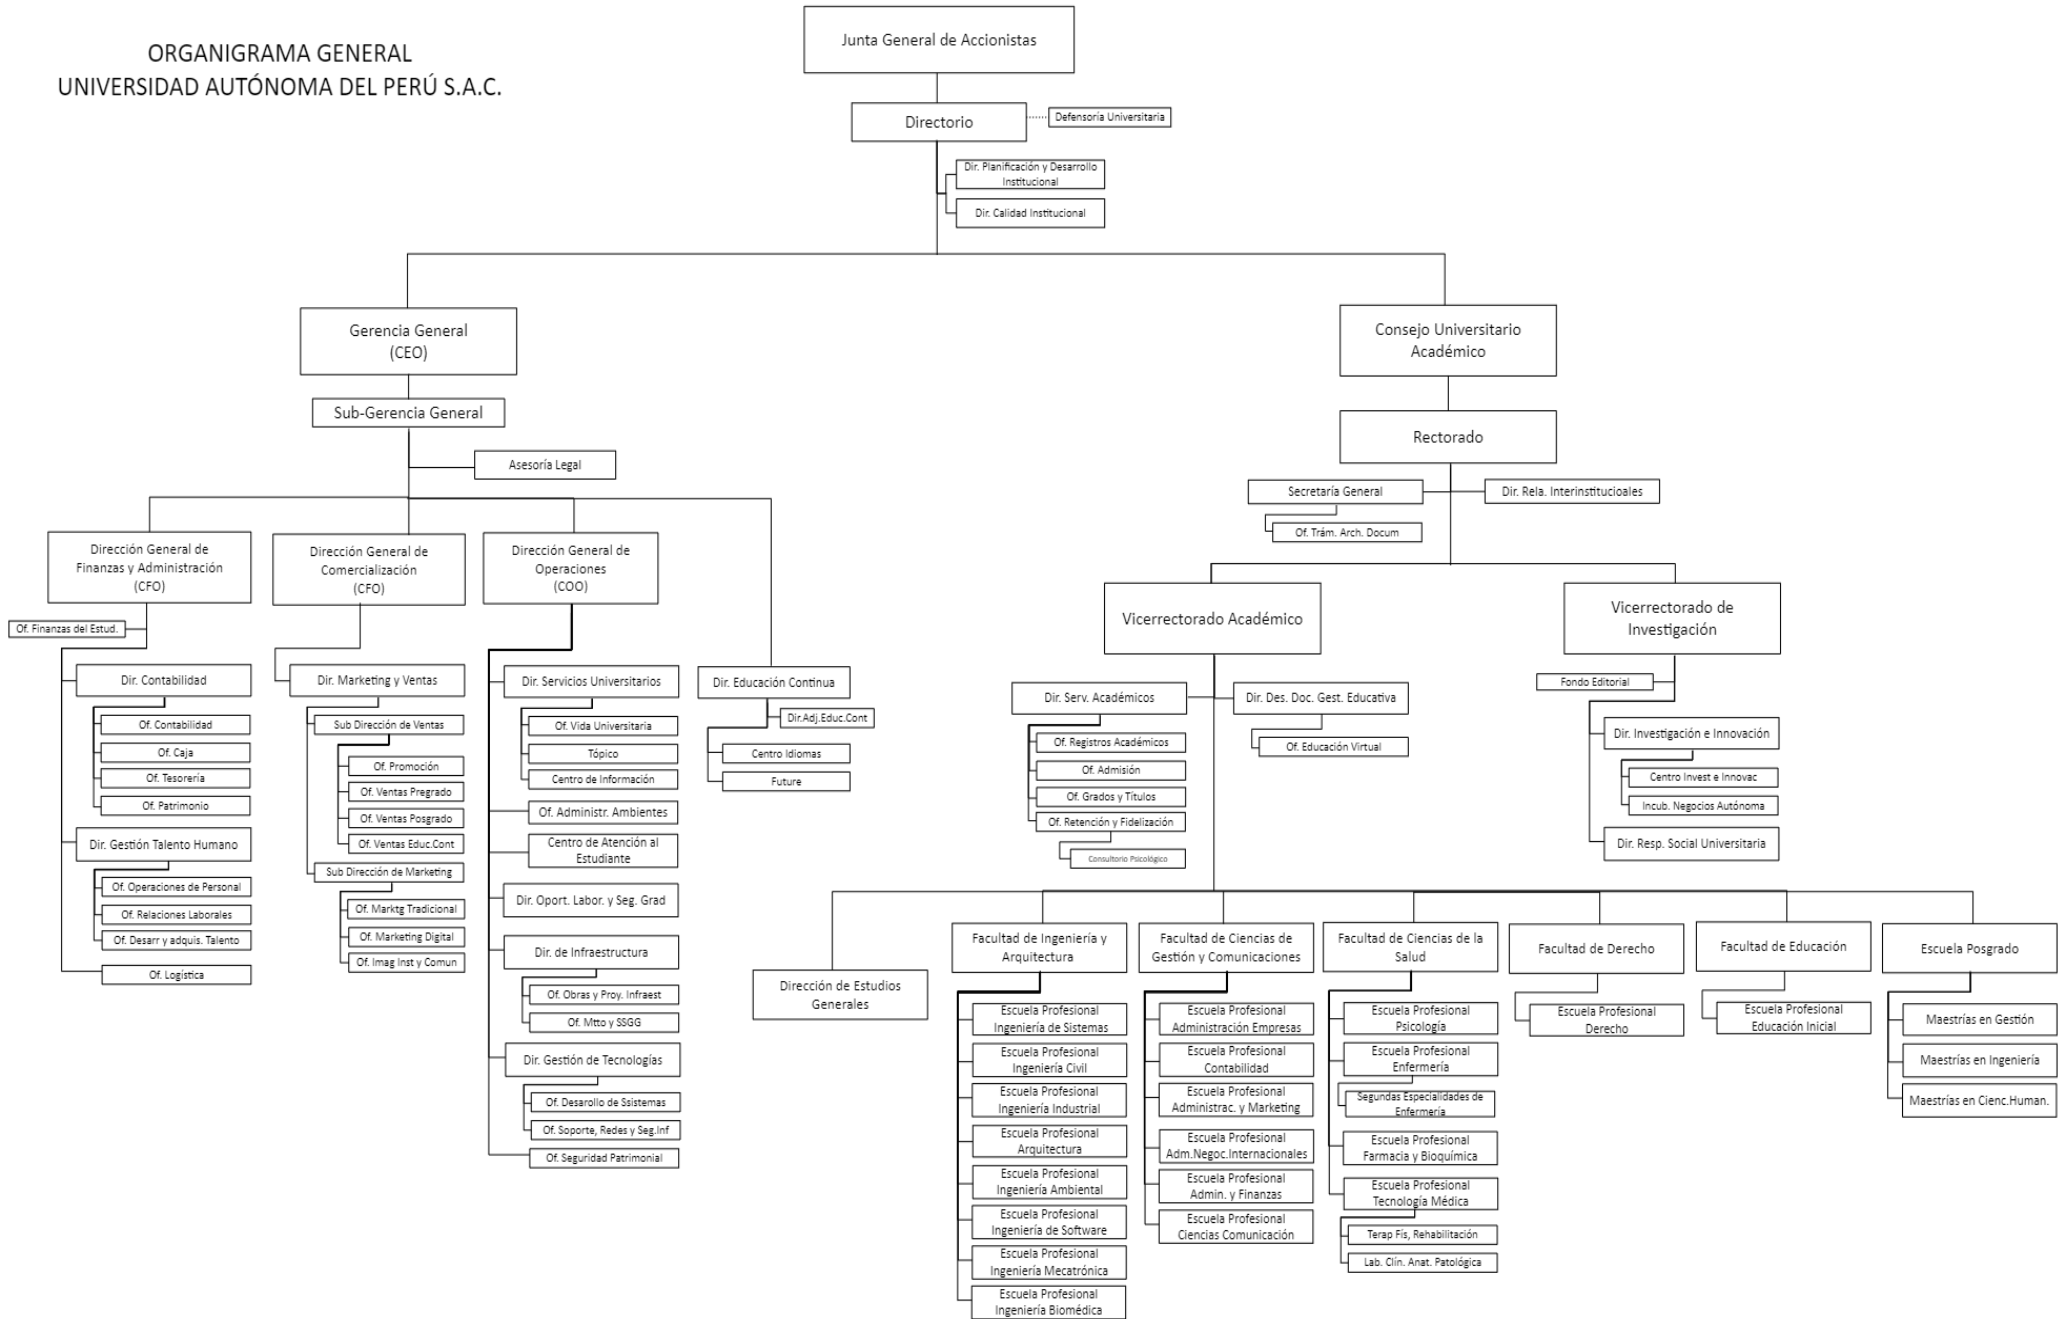 ORGANIGRAMA GENERAL
UNIVERSIDAD AUTÓNOMA DEL PERÚ S.A.C.
Junta General de Accionistas
Directorio
Defensoría Universitaria
Dir. Planificación y Desarrollo
Institucional
Dir. Calidad Institucional
Gerencia General
(CEO)
Sub-Gerencia General
Asesoría Legal
Dirección General de
Finanzas y Administración
(CFO)
Of. Finanzas del Estud.
Dir. Contabilidad
Of. Contabilidad
Of. Caja
Of. Tesorería
Of. Patrimonio
Dir. Gestión Talento Humano
Of. Operaciones de Personal
Of. Relaciones Laborales
Of. Desarr y adquis. Talento
Of. Logística
Dirección General de
Comercialización
(CFO)
Dir. Marketing y Ventas
Sub Dirección de Ventas
Of. Promoción
Of. Ventas Pregrado
Of. Ventas Posgrado
Of. Ventas Educ.Cont
Sub Dirección de Marketing
Of. Marktg Tradicional
Of. Marketing Digital
Of. Imag Inst y Comun
Dirección General de
Operaciones
(COO)
Dir. Servicios Universitarios
Of. Vida Universitaria
Tópico
Centro de Información
Of. Administr. Ambientes
Centro de Atención al
Estudiante
Dir. Oport. Labor. y Seg. Grad
Dir. de Infraestructura
Of. Obras y Proy. Infraest
Of. Mtto y SSGG
Dir. Gestión de Tecnologías
Of. Desarollo de Ssistemas
Of. Soporte, Redes y Seg.Inf
Of. Seguridad Patrimonial
Dir. Educación Continua
Dir.Adj.Educ.Cont
Centro Idiomas
Future
Consejo Universitario
Académico
Rectorado
Secretaría General
Dir. Rela. Interinstitucioales
Of. Trám. Arch. Docum
Vicerrectorado Académico
Dir. Serv. Académicos
Of. Registros Académicos
Of. Admisión
Of. Grados y Títulos
Of. Retención y Fidelización
Consultorio Psicológico
Dir. Des. Doc. Gest. Educativa
Of. Educación Virtual
Vicerrectorado de
Investigación
Fondo Editorial
Dir. Investigación e Innovación
Centro Invest e Innovac
Incub. Negocios Autónoma
Dir. Resp. Social Universitaria
Dirección de Estudios
Generales
Facultad de Ingeniería y
Arquitectura
Escuela Profesional
Ingeniería de Sistemas
Escuela Profesional
Ingeniería Civil
Escuela Profesional
Ingeniería Industrial
Escuela Profesional
Arquitectura
Escuela Profesional
Ingeniería Ambiental
Escuela Profesional
Ingeniería de Software
Escuela Profesional
Ingeniería Mecatrónica
Escuela Profesional
Ingeniería Biomédica
Facultad de Ciencias de
Gestión y Comunicaciones
Escuela Profesional
Administración Empresas
Escuela Profesional
Contabilidad
Escuela Profesional
Administrac. y Marketing
Escuela Profesional
Adm.Negoc.Internacionales
Escuela Profesional
Admin. y Finanzas
Escuela Profesional
Ciencias Comunicación
Facultad de Ciencias de la
Salud
Escuela Profesional
Psicología
Escuela Profesional
Enfermería
Segundas Especialidades de
Enfermería
Escuela Profesional
Farmacia y Bioquímica
Escuela Profesional
Tecnología Médica
Terap Fís, Rehabilitación
Lab. Clín. Anat. Patológica
Facultad de Derecho
Escuela Profesional
Derecho
Facultad de Educación
Escuela Profesional
Educación Inicial
Escuela Posgrado
Maestrías en Gestión
Maestrías en Ingeniería
Maestrías en Cienc.Human.